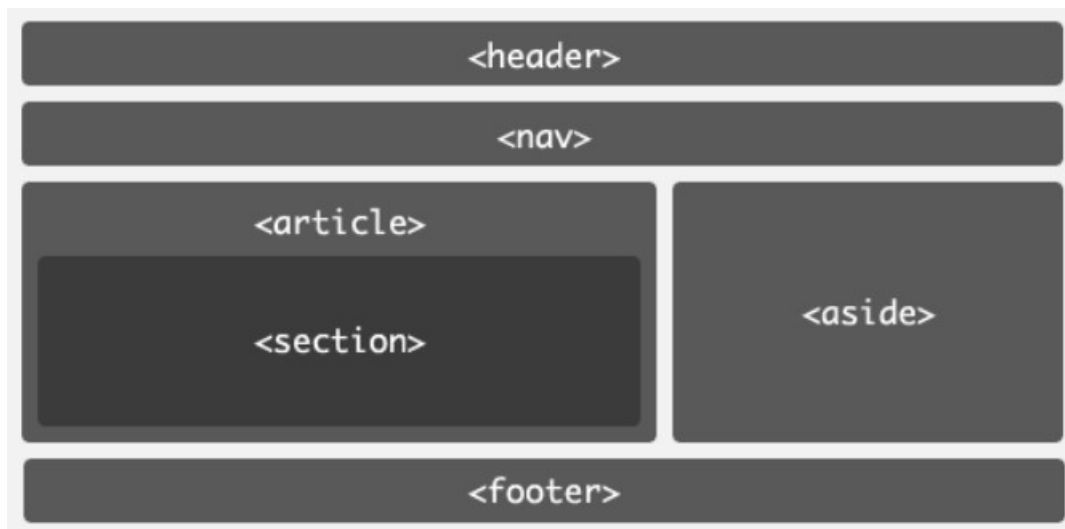 <header>
<nav>
<article>
<section>
<aside>
<footer>